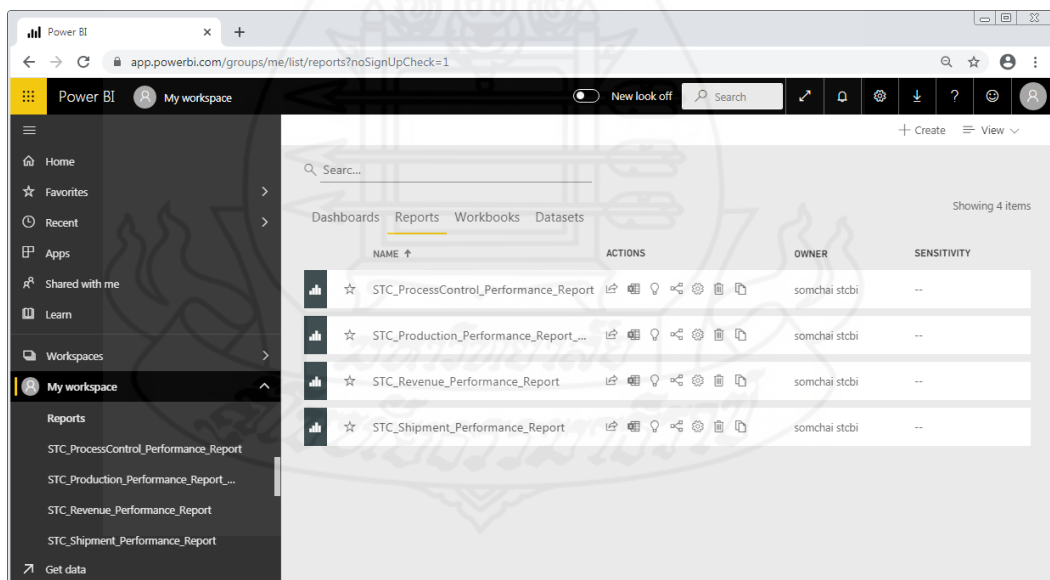 Power BI
app.powerbi.com/groups/me/list/reports?noSignUpCheck=1
Power BI My workspace New look off Search
Create View
Home
Favorites
Recent
Apps
Shared with me
Learn
Workspaces
My workspace
Reports
STC_ProcessControl_Performance_Report
STC_Production_Performance_Report_...
STC_Revenue_Performance_Report
STC_Shipment_Performance_Report
Get data
Searc...
Dashboards Reports Workbooks Datasets
Showing 4 items
NAME ACTIONS OWNER SENSITIVITY
STC_ProcessControl_Performance_Report somchai stcbi --
STC_Production_Performance_Report_... somchai stcbi --
STC_Revenue_Performance_Report somchai stcbi --
STC_Shipment_Performance_Report somchai stcbi --